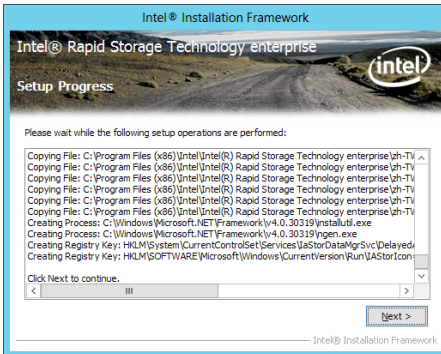 Intel® Installation Framework
Intel® Rapid Storage Technology enterprise
Setup Progress
(intel)
Please wait while the following setup operations are performed:
Copying File: C:\Program Files (x86)\Intel\Intel(R) Rapid Storage Technology enterprise\zh-TW
Copying File: C:\Program Files (x86)\Intel\Intel(R) Rapid Storage Technology enterprise\zh-TW
Copying File: C:\Program Files (x86)\Intel\Intel(R) Rapid Storage Technology enterprise\zh-TW
Copying File: C:\Program Files (x86)\Intel\Intel(R) Rapid Storage Technology enterprise\zh-TW
Copying File: C:\Program Files (x86)\Intel\Intel(R) Rapid Storage Technology enterprise\zh-TW
Copying File: C:\Program Files (x86)\Intel\Intel(R) Rapid Storage Technology enterprise\zh-TW
Creating Process: C:\Windows\Microsoft.NET\Framework\v4.0.30319\installutil.exe
Creating Process: C:\Windows\Microsoft.NET\Framework\v4.0.30319\ngen.exe
Creating Registry Key: HKLM\System\CurrentControlSet\Services\IAStorDataMgrSvc\DelayedA
Creating Registry Key: HKLM\SOFTWARE\Microsoft\Windows\CurrentVersion\Run\IAStorIcon=
Click Next to continue.
Next >
Intel® Installation Framework